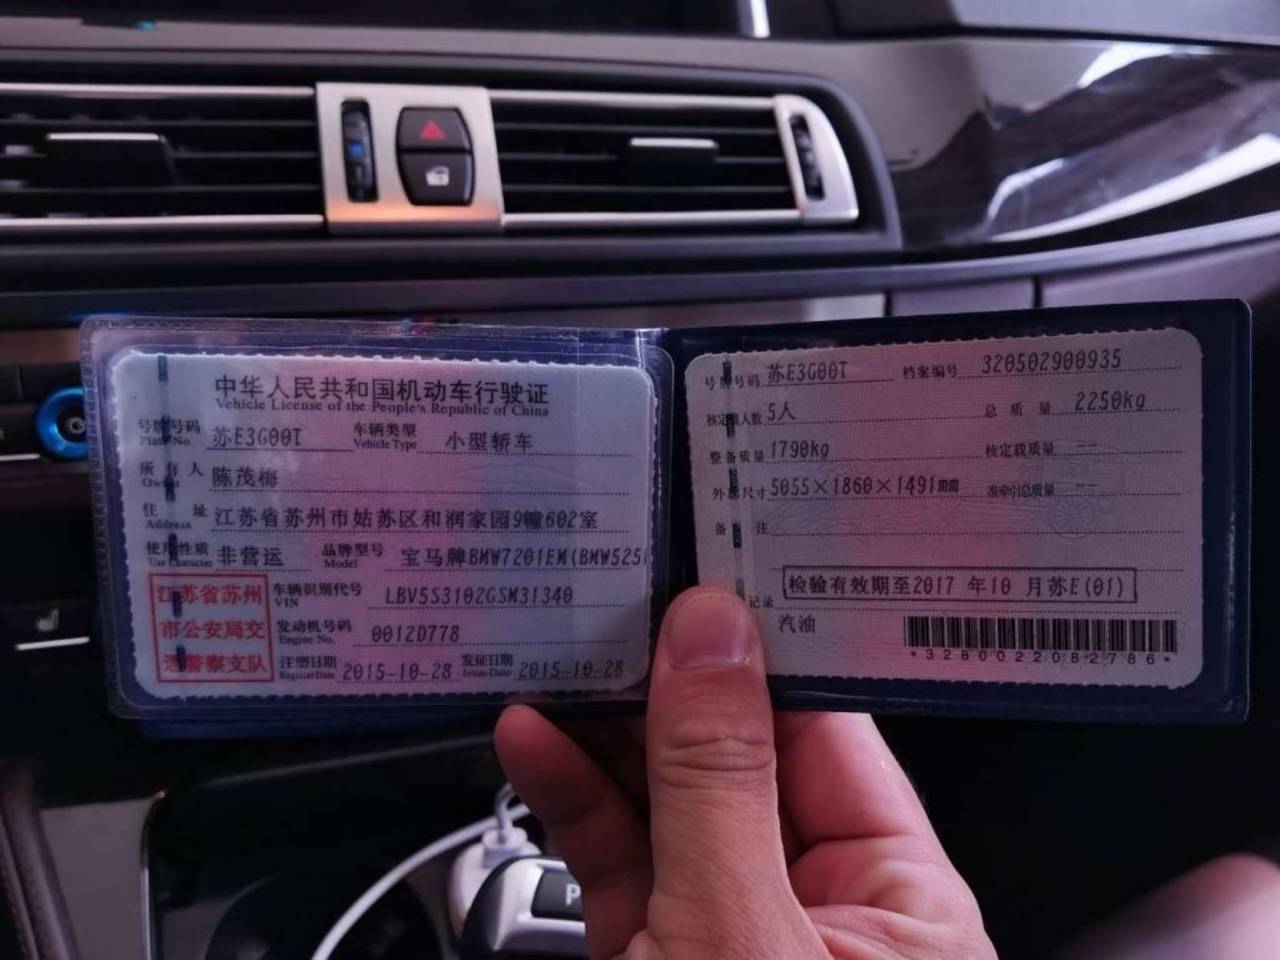 中华人民共和国机动车行驶证
Vehicle License of the People's Republic of China
号牌号码 苏E3G00T 车辆类型 小型轿车
Plate No. Vehicle Type
所有人 陈茂梅
Owner
住址 江苏省苏州市姑苏区和润家园9幢602室
Address
使用性质 非营运 品牌型号 宝马牌BMW7201EM(BMW525
Use Character Model
江苏省苏州 车辆识别代号 LBV5S3102GSM31340
VIN
市公安局交 发动机号码 0012D778
Engine No.
通警察支队 注册日期 2015-10-28 发证日期 2015-10-28
Register Date Issue Date
号牌号码 苏E3G00T 档案编号 320502900935
核定载人数 5人 总质量 2250kg
整备质量 1790kg 核定载质量 --
外廓尺寸 5055×1860×1491mm 准牵引总质量 --
备注
记录 检验有效期至2017 年10 月苏E(01)
汽油
*3280022082786*
P